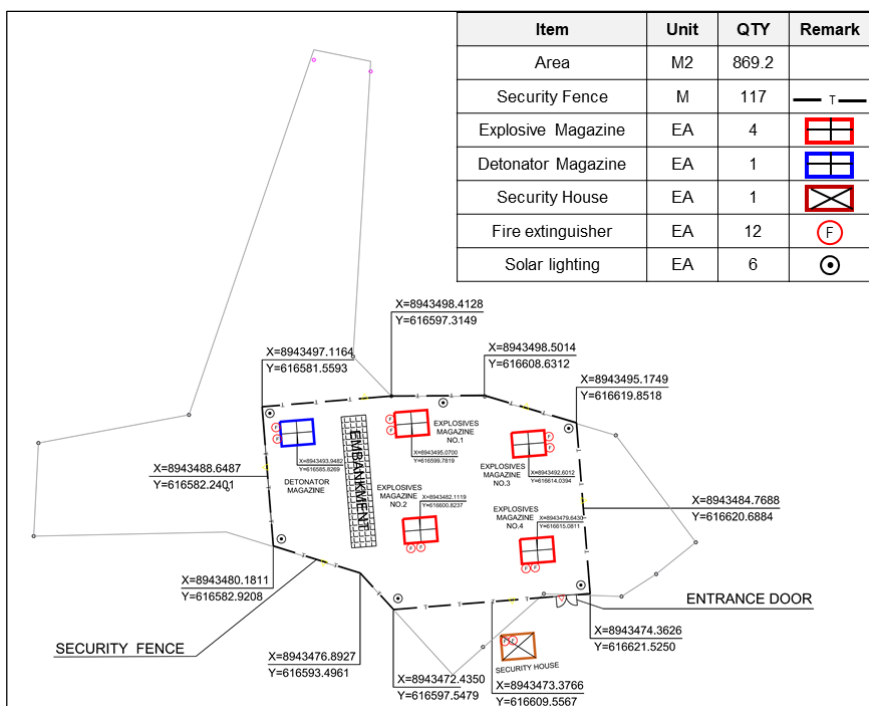 Item Unit QTY Remark
Area M2 869.2
Security Fence M 117 T
Explosive Magazine EA 4
Detonator Magazine EA 1
Security House EA 1
Fire extinguisher EA 12 F
Solar lighting EA 6
X=8943498.4128
Y=616597.3149
X=8943497.1164
Y=616581.5593
X=8943498.5014
Y=616608.6312
X=8943495.1749
Y=616619.8518
EXPLOSIVES
MAGAZINE
NO.1
X=8943495.0700
Y=616599.7819
X=8943493.9482
Y=616585.8269
DETONATOR
MAGAZINE
EMBANKMENT
EXPLOSIVES
MAGAZINE
NO.3
X=8943492.6012
Y=616614.0394
X=8943488.6487
Y=616582.2401
EXPLOSIVES
MAGAZINE
NO.2
X=8943482.1119
Y=616600.8237
X=8943484.7688
Y=616620.6884
EXPLOSIVES
MAGAZINE
NO.4
X=8943479.6430
Y=616615.0811
X=8943480.1811
Y=616582.9208
ENTRANCE DOOR
SECURITY FENCE
X=8943476.8927
Y=616593.4961
X=8943474.3626
Y=616621.5250
SECURITY HOUSE
X=8943472.4350
Y=616597.5479
X=8943473.3766
Y=616609.5567